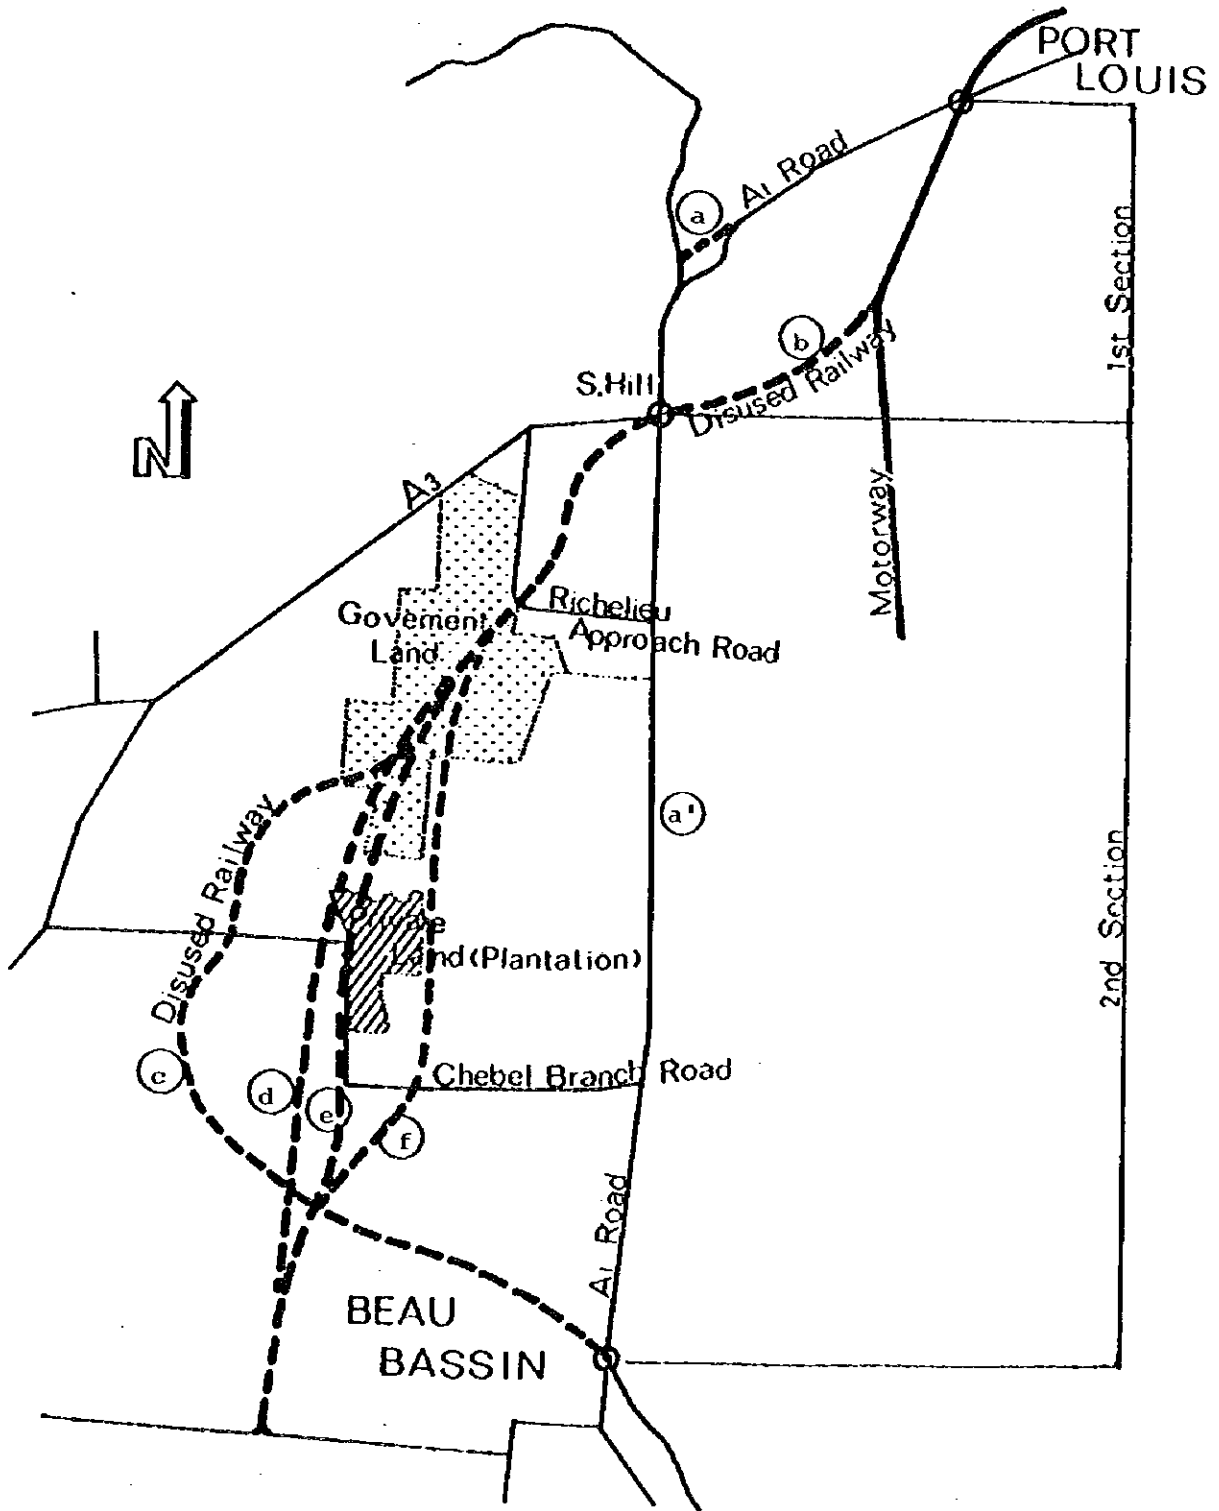 PORT
LOUIS
A1 Road
a
1st Section
b
Disused Railway
S.Hill
N
A3
Motorway
Richelieu
Approach Road
Goverment
Land
a'
Disused Railway
2nd Section
Land (Plantation)
c
Chebel Branch Road
d
e
f
A1 Road
BEAU
BASSIN